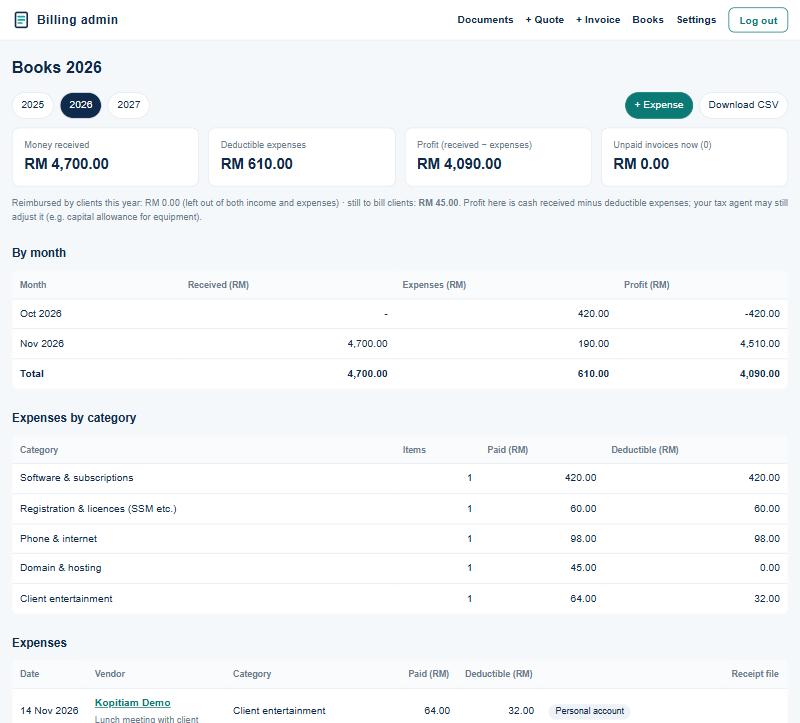 Billing admin
Documents + Quote + Invoice Books Settings Log out
Books 2026
2025 2026 2027 + Expense Download CSV
Money received Deductible expenses Profit (received − expenses) Unpaid invoices now (0)
RM 4,700.00 RM 610.00 RM 4,090.00 RM 0.00
Reimbursed by clients this year: RM 0.00 (left out of both income and expenses) · still to bill clients: RM 45.00. Profit here is cash received minus deductible expenses; your tax agent may still
adjust it (e.g. capital allowance for equipment).
By month
Month Received (RM) Expenses (RM) Profit (RM)
Oct 2026 - 420.00 -420.00
Nov 2026 4,700.00 190.00 4,510.00
Total 4,700.00 610.00 4,090.00
Expenses by category
Category Items Paid (RM) Deductible (RM)
Software & subscriptions 1 420.00 420.00
Registration & licences (SSM etc.) 1 60.00 60.00
Phone & internet 1 98.00 98.00
Domain & hosting 1 45.00 0.00
Client entertainment 1 64.00 32.00
Expenses
Date Vendor Category Paid (RM) Deductible (RM) Receipt file
14 Nov 2026 Kopitiam Demo Client entertainment 64.00 32.00 Personal account
Lunch meeting with client